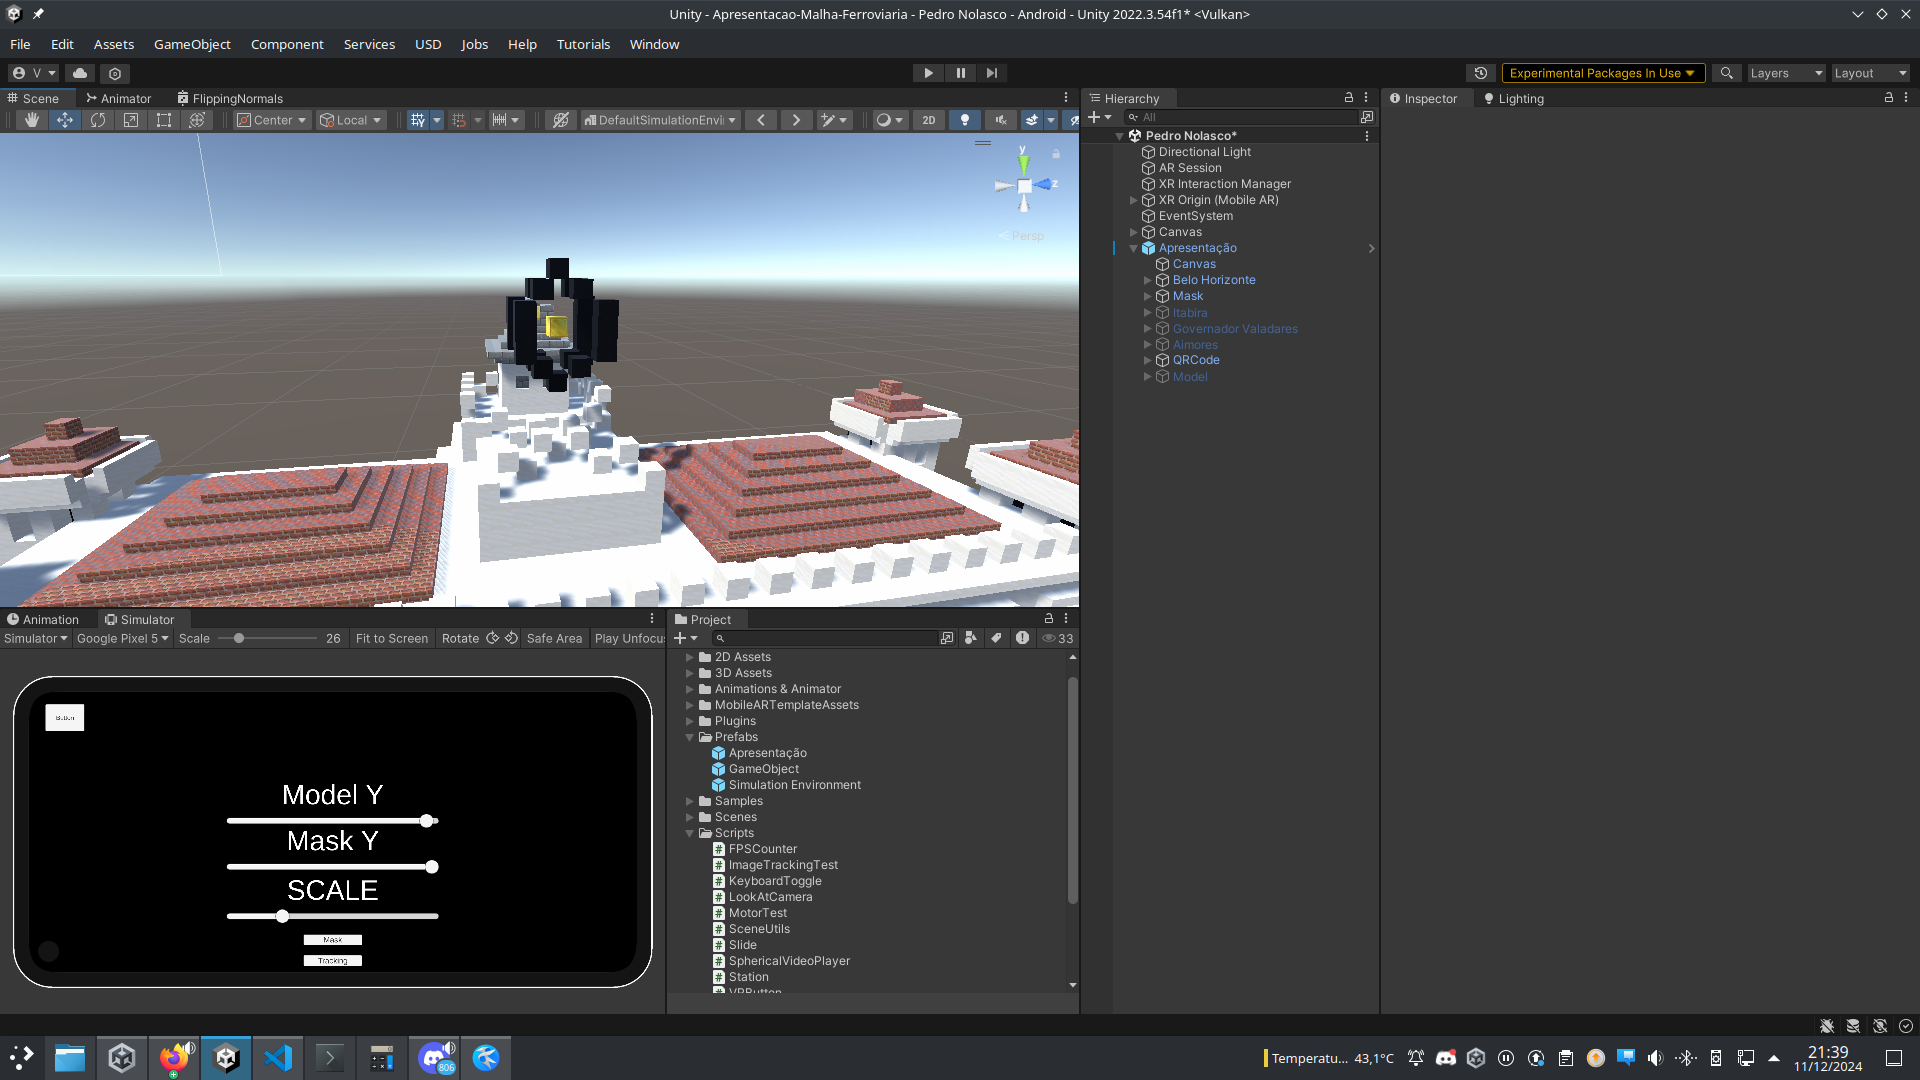 Unity - Apresentacao-Malha-Ferroviaria - Pedro Nolasco - Android - Unity 2022.3.54f1* <Vulkan>
File Edit Assets GameObject Component Services USD Jobs Help Tutorials Window
V Experimental Packages In Use Layers Layout
Scene Animator FlippingNormals
Center Local DefaultSimulationEnvi 2D
y
z
Persp
Hierarchy
All
Pedro Nolasco*
Directional Light
AR Session
XR Interaction Manager
XR Origin (Mobile AR)
EventSystem
Canvas
Apresentação
Canvas
Belo Horizonte
Mask
Itabira
Governador Valadares
Aimores
QRCode
Model
Inspector Lighting
Animation Simulator
Simulator Google Pixel 5 Scale 26 Fit to Screen Rotate Safe Area Play Unfocus
Button
Model Y
Mask Y
SCALE
Mask
Tracking
Project
33
2D Assets
3D Assets
Animations & Animator
MobileARTemplateAssets
Plugins
Prefabs
Apresentação
GameObject
Simulation Environment
Samples
Scenes
Scripts
FPSCounter
ImageTrackingTest
KeyboardToggle
LookAtCamera
MotorTest
SceneUtils
Slide
SphericalVideoPlayer
Station
VRButton
806
Temperatu... 43,1°C
21:39
11/12/2024